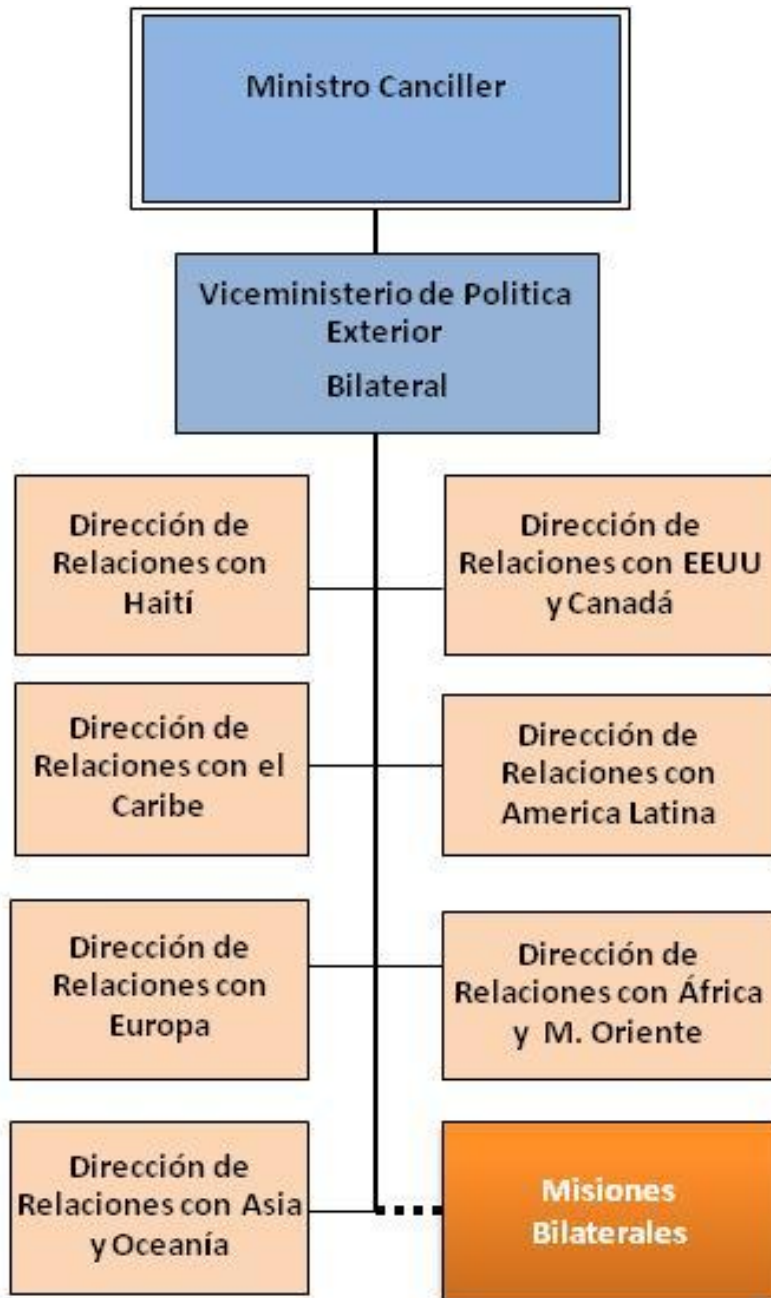 Ministro Canciller
Viceministerio de Politica
Exterior
Bilateral
Dirección de
Relaciones con
Haití
Dirección de
Relaciones con EEUU
y Canadá
Dirección de
Relaciones con el
Caribe
Dirección de
Relaciones con
America Latina
Dirección de
Relaciones con
Europa
Dirección de
Relaciones con África
y M. Oriente
Dirección de
Relaciones con Asia
y Oceanía
Misiones
Bilaterales